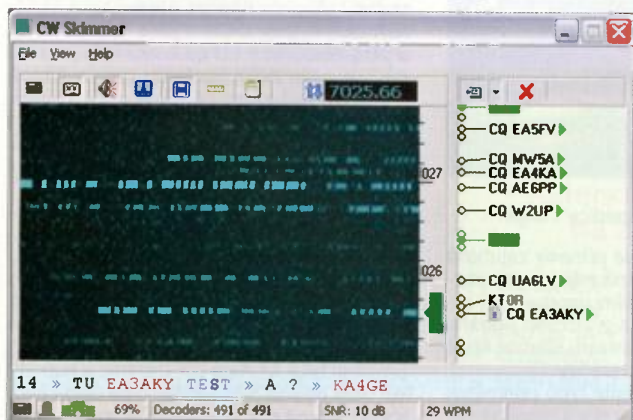 CW Skimmer
File View Help
7025.66
CQ EA5FV
027
CQ MW5A
CQ EA4KA
CQ AE6PP
CQ W2UP
026
CQ UA6LV
KT0R
CQ EA3AKY
14 » TU EA3AKY TEST » A ? » KA4GE
69% Decoders: 491 of 491 SNR: 10 dB 29 WPM